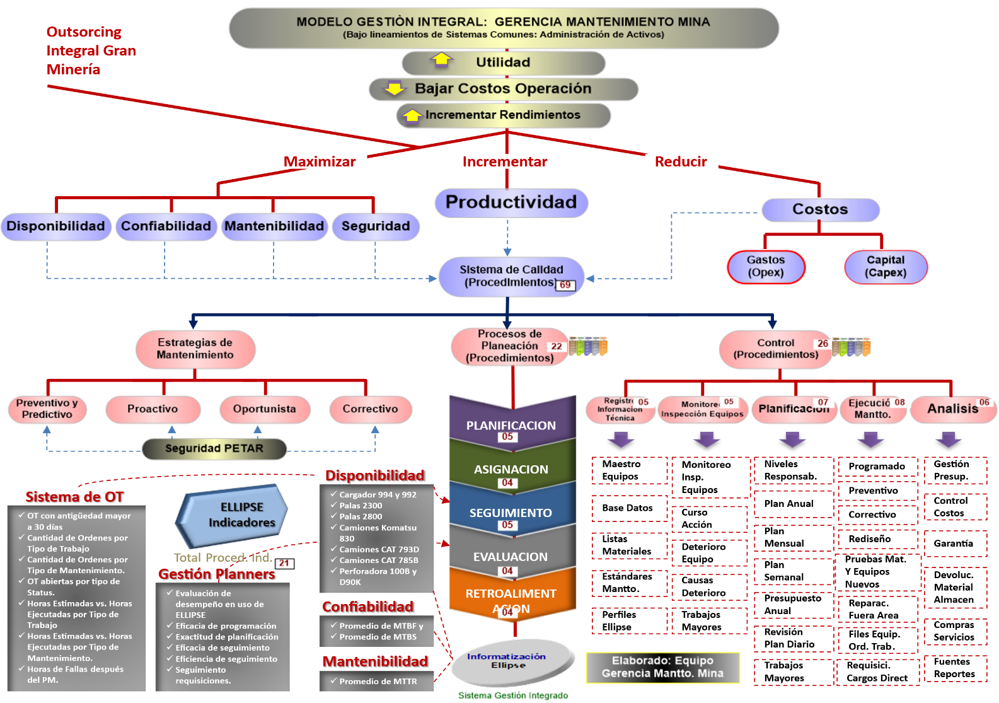 MODELO GESTIÒN INTEGRAL:  GERENCIA MANTENIMIENTO MINA
(Bajo lineamientos de Sistemas Comunes: Administración de Activos)
Outsorcing
Integral Gran
Minería
Utilidad
Bajar Costos Operación
Incrementar Rendimientos
Maximizar
Incrementar
Reducir
Disponibilidad
Confiabilidad
Mantenibilidad
Seguridad
Productividad
Costos
Gastos
(Opex)
Capital
(Capex)
Sistema de Calidad
(Procedimientos)
69
Estrategias de
Mantenimiento
Procesos de
Planeación
(Procedimientos)
22
Control
(Procedimientos)
26
Preventivo y
Predictivo
Proactivo
Oportunista
Correctivo
Seguridad PETAR
PLANIFICACION
05
ASIGNACION
04
SEGUIMIENTO
05
EVALUACION
04
RETROALIMENT
ACION
04
Informatización
Ellipse
Sistema Gestión Integrado
Registro
Información
Técnica
05
Monitoreo
Inspección Equipos
05
Planificación
07
Ejecución
Mantto.
08
Analisis
06
Maestro
Equipos
Base Datos
Listas
Materiales
Estándares
Mantto.
Perfiles
Ellipse
Monitoreo
Insp.
Equipos
Curso
Acción
Deterioro
Equipo
Causas
Deterioro
Trabajos
Mayores
Niveles
Responsab.
Plan Anual
Plan
Mensual
Plan
Semanal
Presupuesto
Anual
Revisión
Plan Diario
Trabajos
Mayores
Programado
Preventivo
Correctivo
Rediseño
Pruebas Mat.
Y Equipos
Nuevos
Reparac.
Fuera Area
Files Equip.
Ord. Trab.
Requisici.
Cargos Direct
Gestión
Presup.
Control
Costos
Garantía
Devoluc.
Material
Almacen
Compras
Servicios
Fuentes
Reportes
Sistema de OT
✓ OT con antigüedad mayor
a 30 días
✓ Cantidad de Ordenes por
Tipo de Trabajo
✓ Cantidad de Ordenes por
Tipo de Mantenimiento.
✓ OT abiertas por tipo de
Status.
✓ Horas Estimadas vs. Horas
Ejecutadas por Tipo de
Trabajo
✓ Horas Estimadas vs. Horas
Ejecutadas por Tipo de
Mantenimiento.
✓ Horas de Fallas después
del PM.
ELLIPSE
Indicadores
Total Proced. Ind.
21
Gestión Planners
✓ Evaluación de
desempeño en uso de
ELLIPSE
✓ Eficacia de programación
✓ Exactitud de planificación
✓ Eficacia de seguimiento
✓ Eficiencia de seguimiento
✓ Seguimiento
requisiciones.
Disponibilidad
✓ Cargador 994 y 992
✓ Palas 2300
✓ Palas 2800
✓ Camiones Komatsu
830
✓ Camiones CAT 793D
✓ Camiones CAT 785B
✓ Perforadora 100B y
D90K
Confiabilidad
✓ Promedio de MTBF y
✓ Promedio de MTBS
Mantenibilidad
✓ Promedio de MTTR
Elaborado: Equipo
Gerencia Mantto. Mina